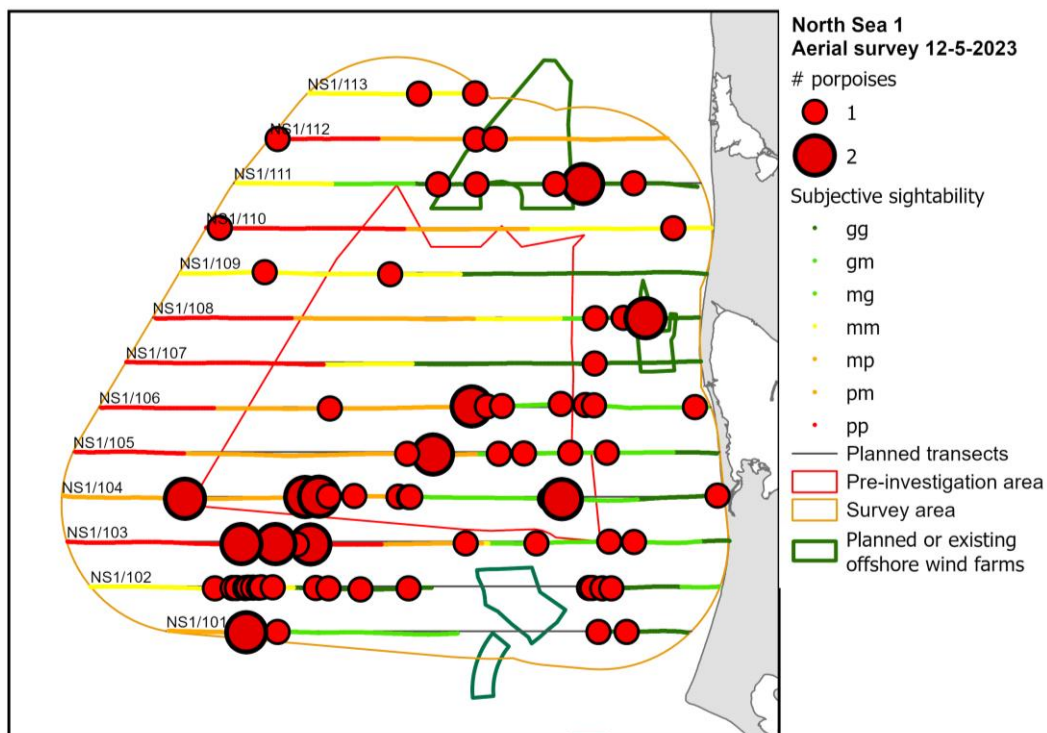 North Sea 1
Aerial survey 12-5-2023
# porpoises
1
2
Subjective sightability
gg
gm
mg
mm
mp
pm
pp
Planned transects
Pre-investigation area
Survey area
Planned or existing
offshore wind farms
NS1/113
NS1/112
NS1/111
NS1/110
NS1/109
NS1/108
NS1/107
NS1/106
NS1/105
NS1/104
NS1/103
NS1/102
NS1/101